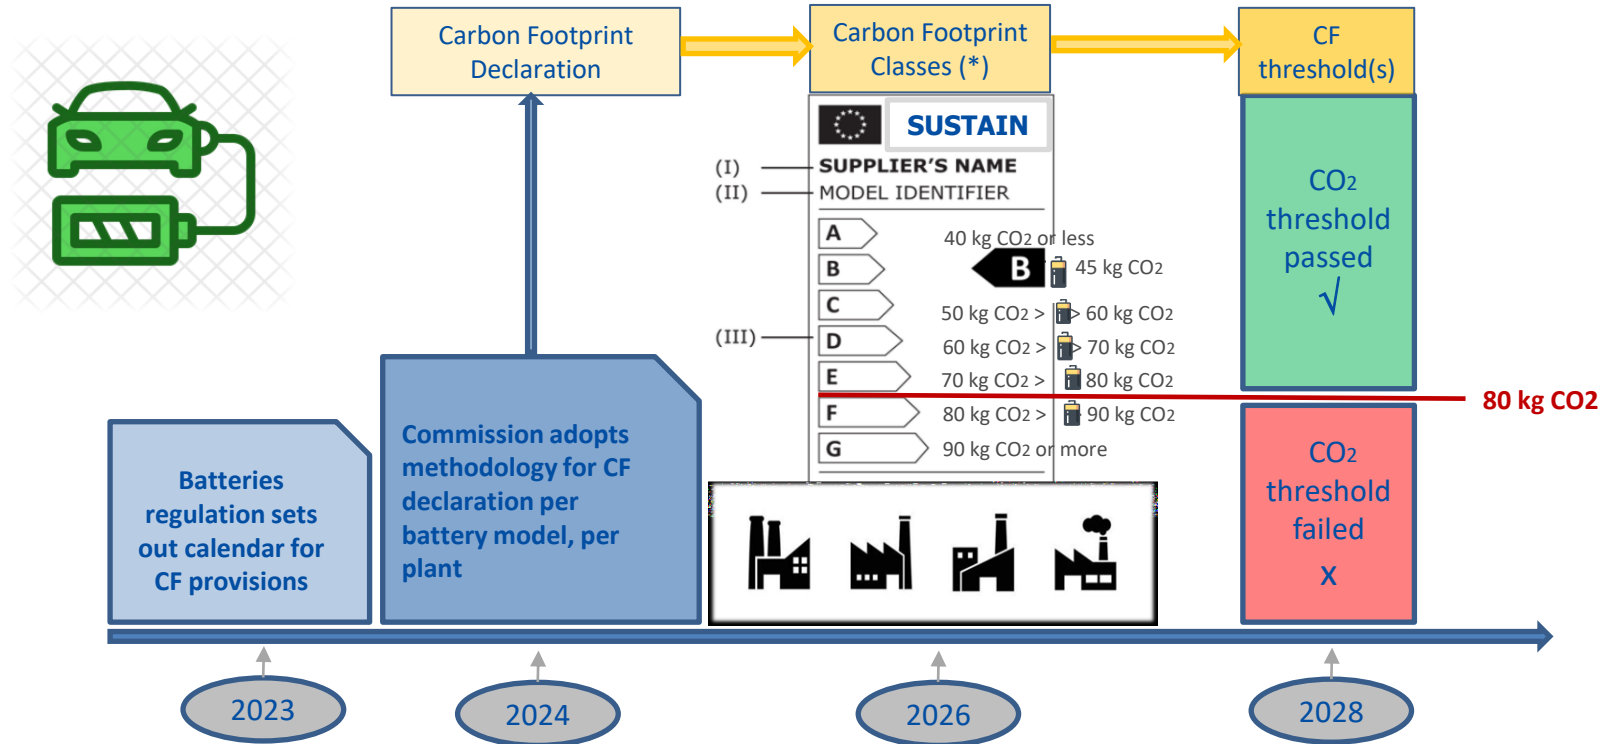 Carbon Footprint
Declaration
Carbon Footprint
Classes (*)
CF
threshold(s)
SUSTAIN
(I)
SUPPLIER'S NAME
(II)
MODEL IDENTIFIER
A
40 kg CO2 or less
B
B
45 kg CO2
C
50 kg CO2 > > 60 kg CO2
(III)
D
60 kg CO2 > > 70 kg CO2
E
70 kg CO2 > 80 kg CO2
F
80 kg CO2 > 90 kg CO2
G
90 kg CO2 or more
CO2
threshold
passed
√
80 kg CO2
CO2
threshold
failed
x
Batteries
regulation sets
out calendar for
CF provisions
Commission adopts
methodology for CF
declaration per
battery model, per
plant
2023
2024
2026
2028